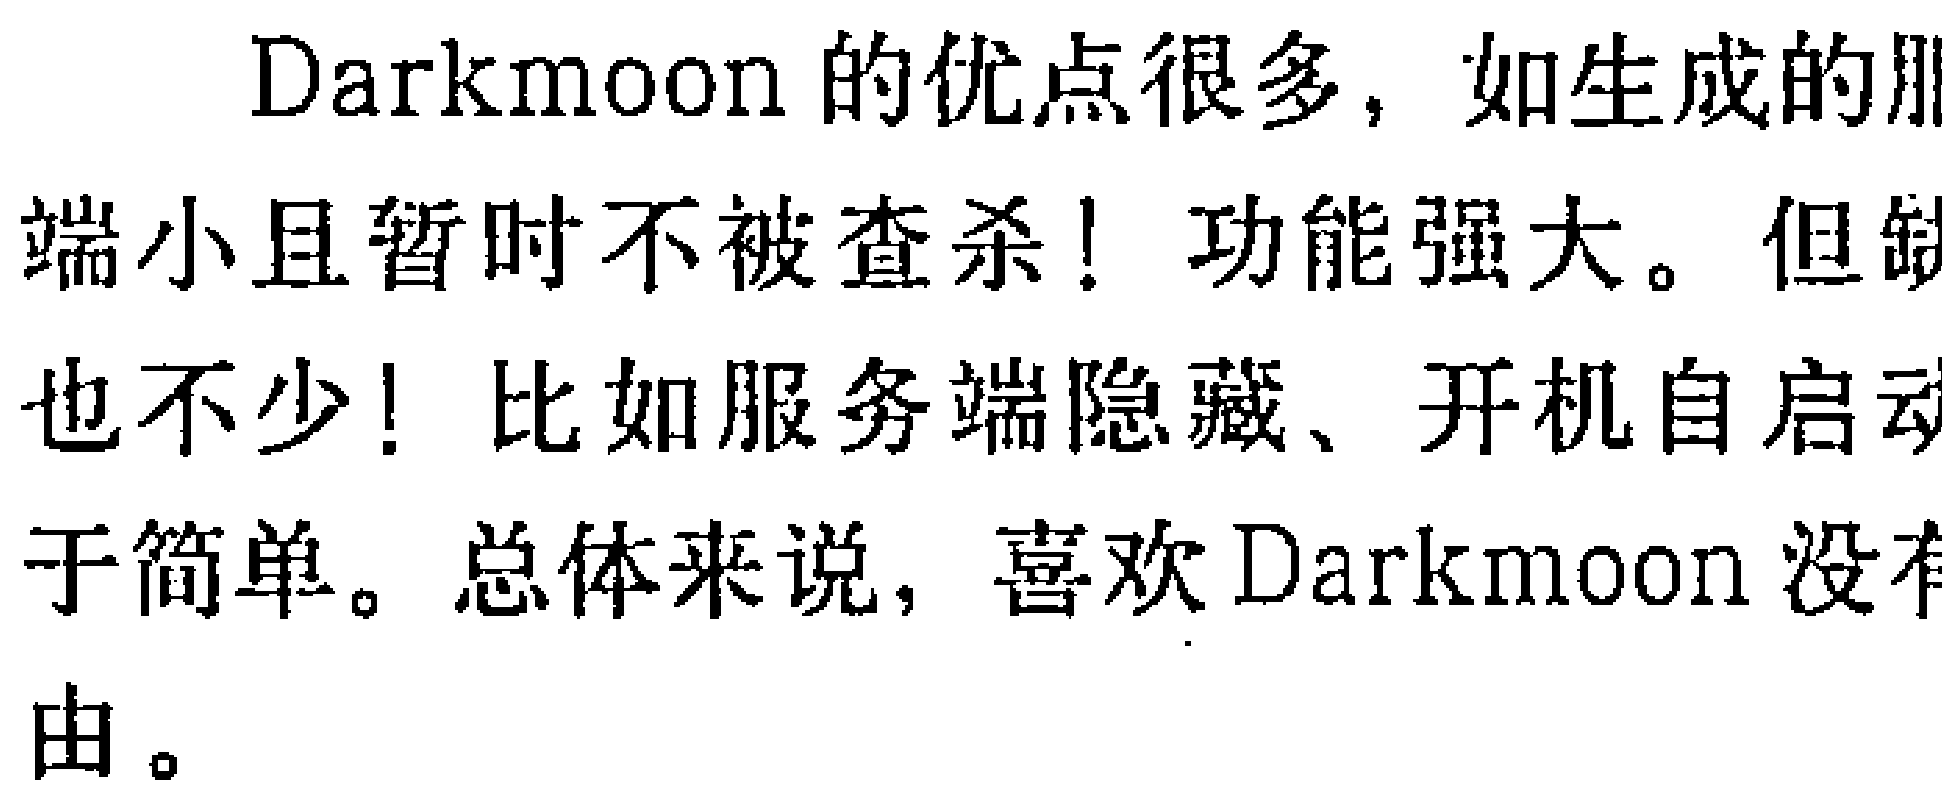 Darkmoon 的优点很多，如生成的
端小且暂时不被查杀！功能强大。但
也不少！比如服务端隐藏、开机自启
于简单。总体来说，喜欢 Darkmoon 没
由。